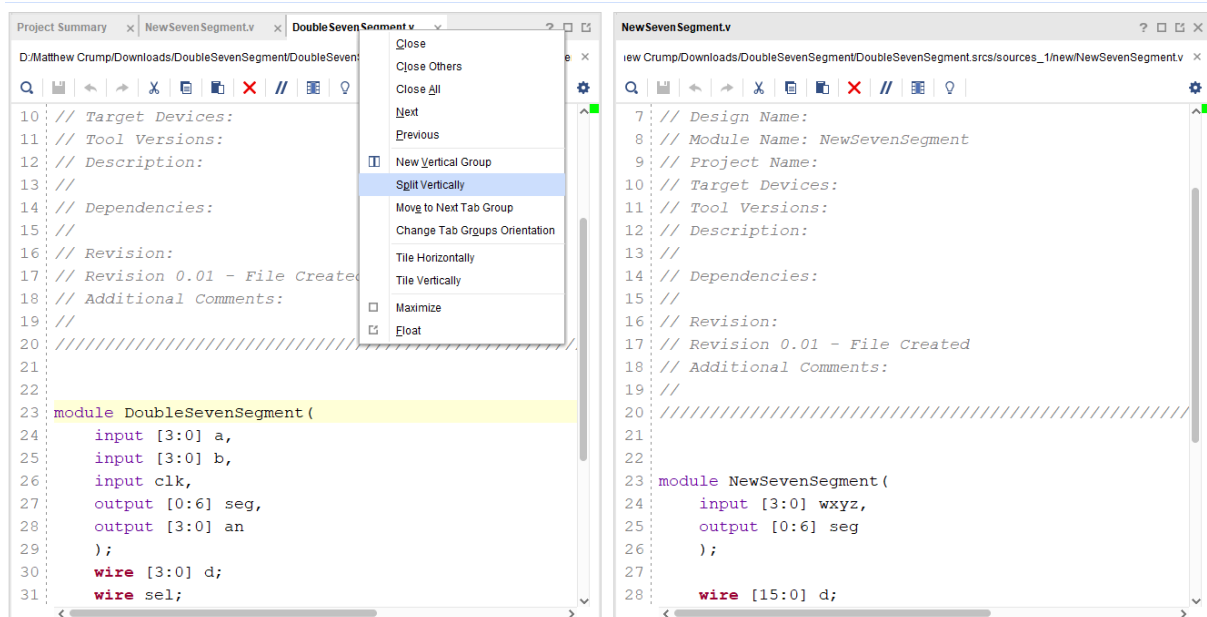 Project Summary × NewSevenSegment.v × DoubleSevenSegment.v × ?
D:/Matthew Crump/Downloads/DoubleSevenSegment/DoubleSeven e ×
10 // Target Devices:
11 // Tool Versions:
12 // Description:
13 //
14 // Dependencies:
15 //
16 // Revision:
17 // Revision 0.01 - File Created
18 // Additional Comments:
19 //
20 ////////////////////////////////////////////////////
21
22
23 module DoubleSevenSegment(
24 input [3:0] a,
25 input [3:0] b,
26 input clk,
27 output [0:6] seg,
28 output [3:0] an
29 );
30 wire [3:0] d;
31 wire sel;
Close
Close Others
Close All
Next
Previous
New Vertical Group
Split Vertically
Move to Next Tab Group
Change Tab Groups Orientation
Tile Horizontally
Tile Vertically
Maximize
Float
NewSevenSegment.v ?
ew Crump/Downloads/DoubleSevenSegment/DoubleSevenSegment.srcs/sources_1/new/NewSevenSegment.v ×
7 // Design Name:
8 // Module Name: NewSevenSegment
9 // Project Name:
10 // Target Devices:
11 // Tool Versions:
12 // Description:
13 //
14 // Dependencies:
15 //
16 // Revision:
17 // Revision 0.01 - File Created
18 // Additional Comments:
19 //
20 /////////////////////////////////////////////////////
21
22
23 module NewSevenSegment(
24 input [3:0] wxyz,
25 output [0:6] seg
26 );
27
28 wire [15:0] d;